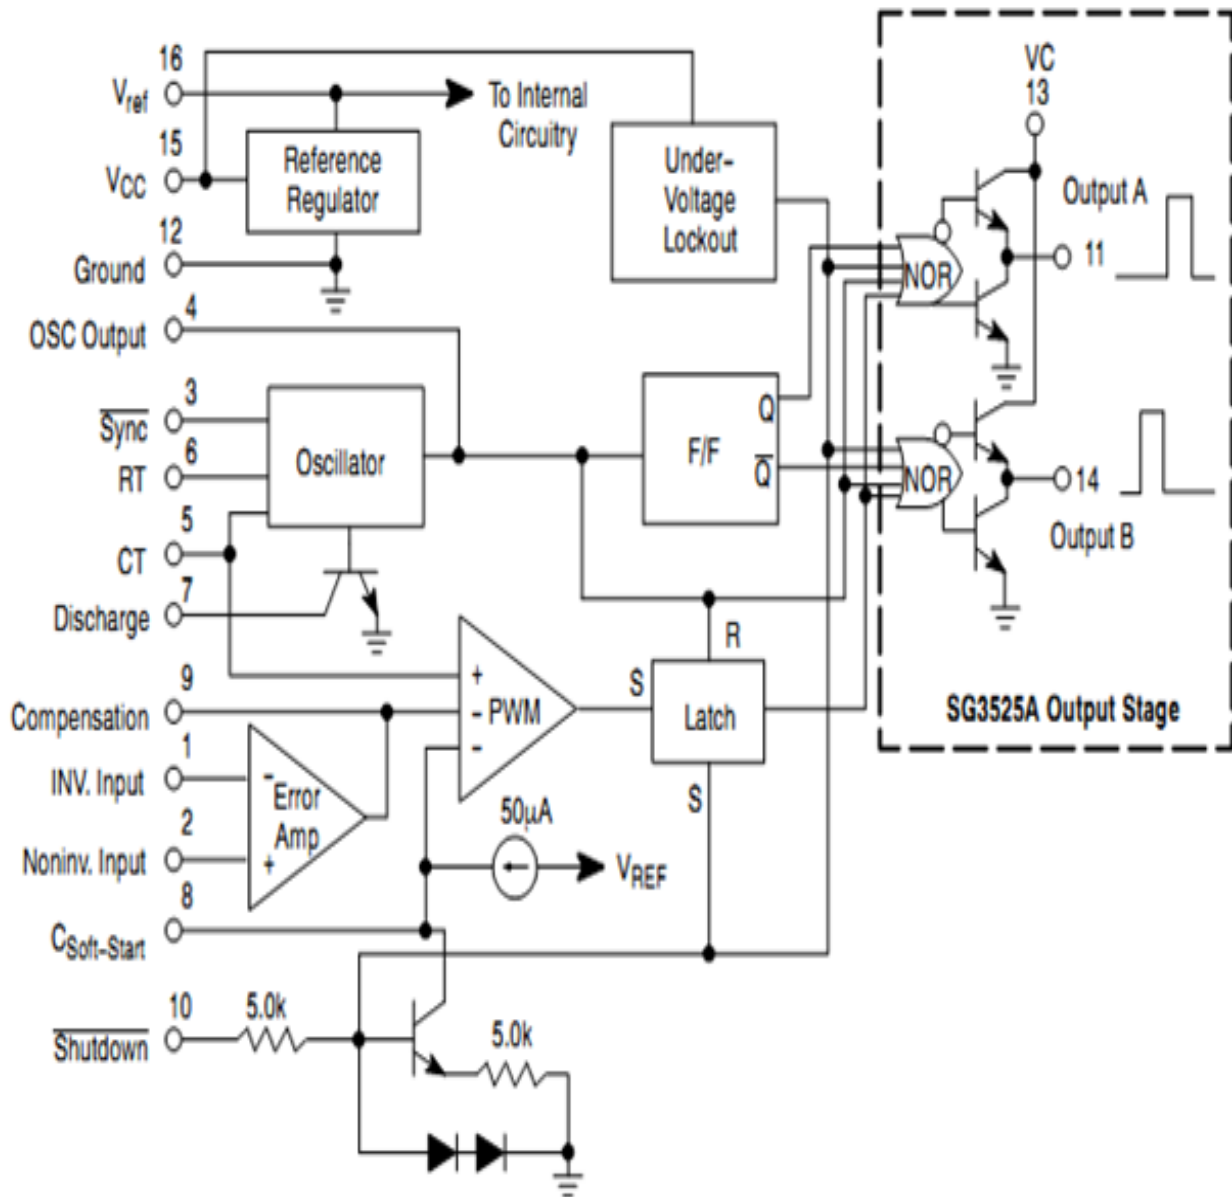 16
Vref
15
VCC
12
Ground
4
OSC Output
3
Sync
6
RT
5
CT
7
Discharge
9
Compensation
1
INV. Input
2
Noninv. Input
8
CSoft-Start
10
Shutdown
Reference
Regulator
To Internal
Circuitry
Under-
Voltage
Lockout
Oscillator
F/F
Q
Q
+
-
-
PWM
S
R
Latch
S
-
Error
Amp
+
50µA
VREF
5.0k
5.0k
VC
13
Output A
NOR
11
NOR
14
Output B
SG3525A Output Stage